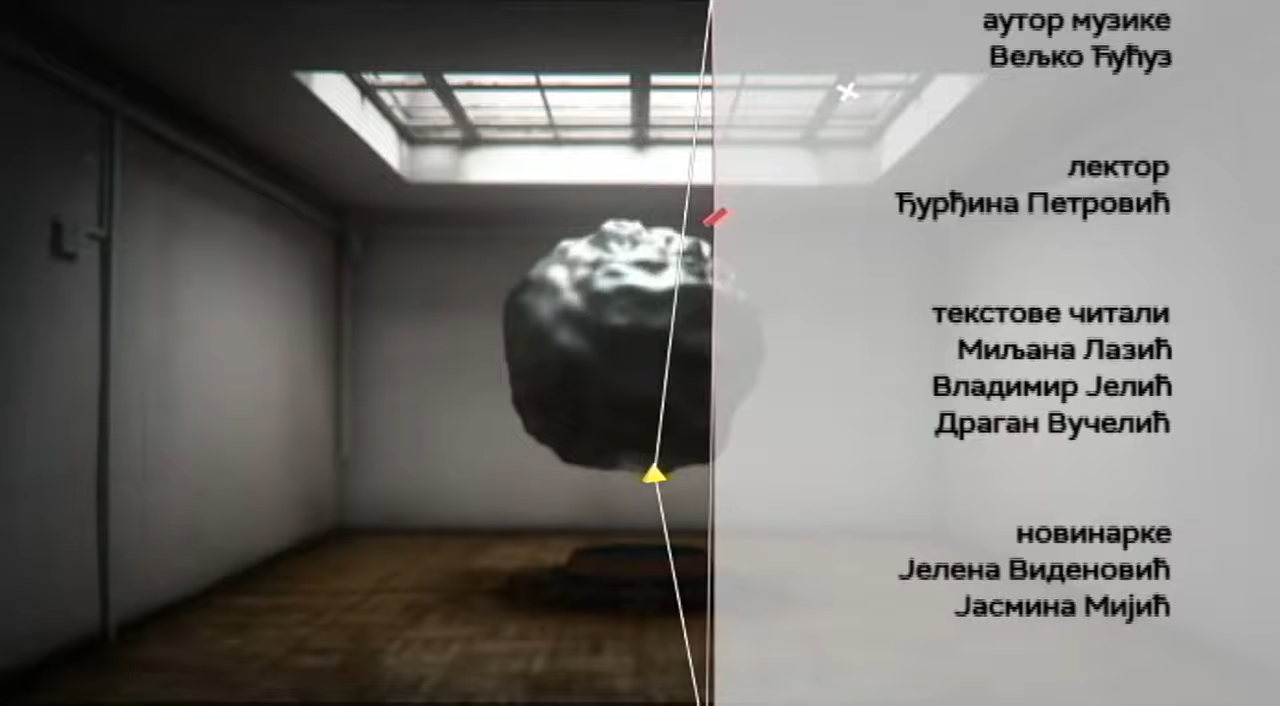 аутор музике
Вељко Ћућуз
лектор
Ђурђина Петровић
текстове читали
Миљана Лазић
Владимир Јелић
Драган Вучелић
новинарке
Јелена Виденовић
Јасмина Мијић